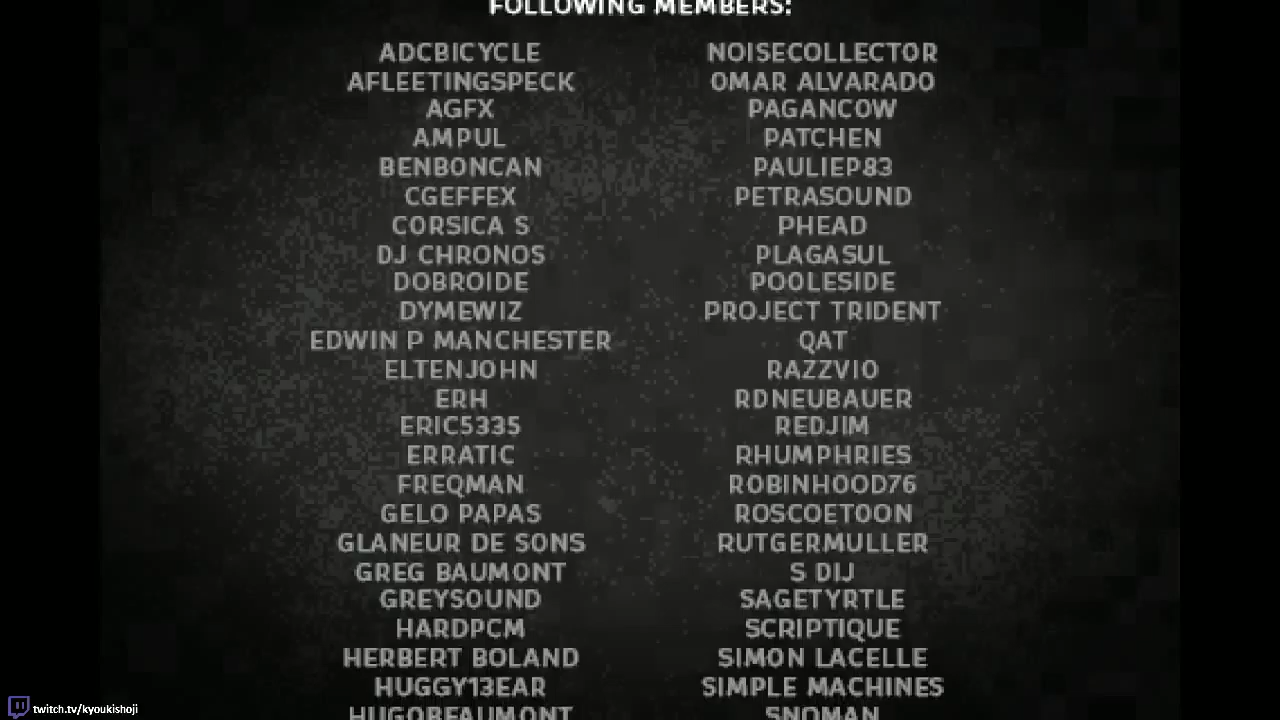 FOLLOWING MEMBERS:
ADCBICYCLE
AFLEETINGSPECK
AGFX
AMPUL
BENBONCAN
CGEFFEX
CORSICA S
DJ CHRONOS
DOBROIDE
DYMEWIZ
EDWIN P MANCHESTER
ELTENJOHN
ERH
ERIC5335
ERRATIC
FREQMAN
GELO PAPAS
GLANEUR DE SONS
GREG BAUMONT
GREYSOUND
HARDPCM
HERBERT BOLAND
HUGGY13EAR
HUGOBEAUMONT
NOISECOLLECTOR
OMAR ALVARADO
PAGANCOW
PATCHEN
PAULIEP83
PETRASOUND
PHEAD
PLAGASUL
POOLESIDE
PROJECT TRIDENT
QAT
RAZZVIO
RDNEUBAUER
REDJIM
RHUMPHRIES
ROBINHOOD76
ROSCOETOON
RUTGERMULLER
S DIJ
SAGETYRTLE
SCRIPTIQUE
SIMON LACELLE
SIMPLE MACHINES
SNOMAN
twitch.tv/kyoukishoji